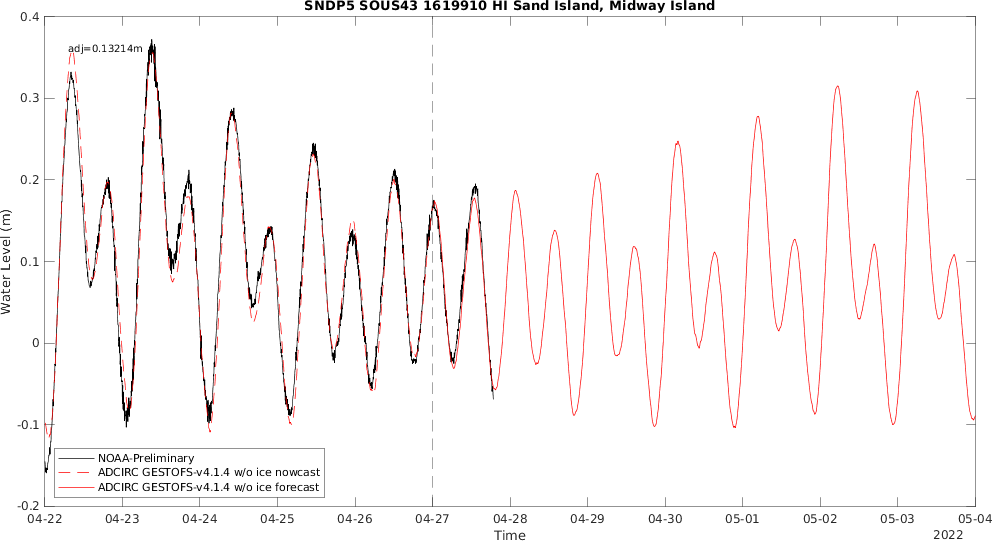 SNDP5 SOUS43 1619910 HI Sand Island, Midway Island
adj=0.13214m
0.4
0.3
0.2
0.1
0
-0.1
-0.2
Water Level (m)
NOAA-Preliminary
ADCIRC GESTOFS-v4.1.4 w/o ice nowcast
ADCIRC GESTOFS-v4.1.4 w/o ice forecast
04-22 04-23 04-24 04-25 04-26 04-27 04-28 04-29 04-30 05-01 05-02 05-03 05-04
Time
2022